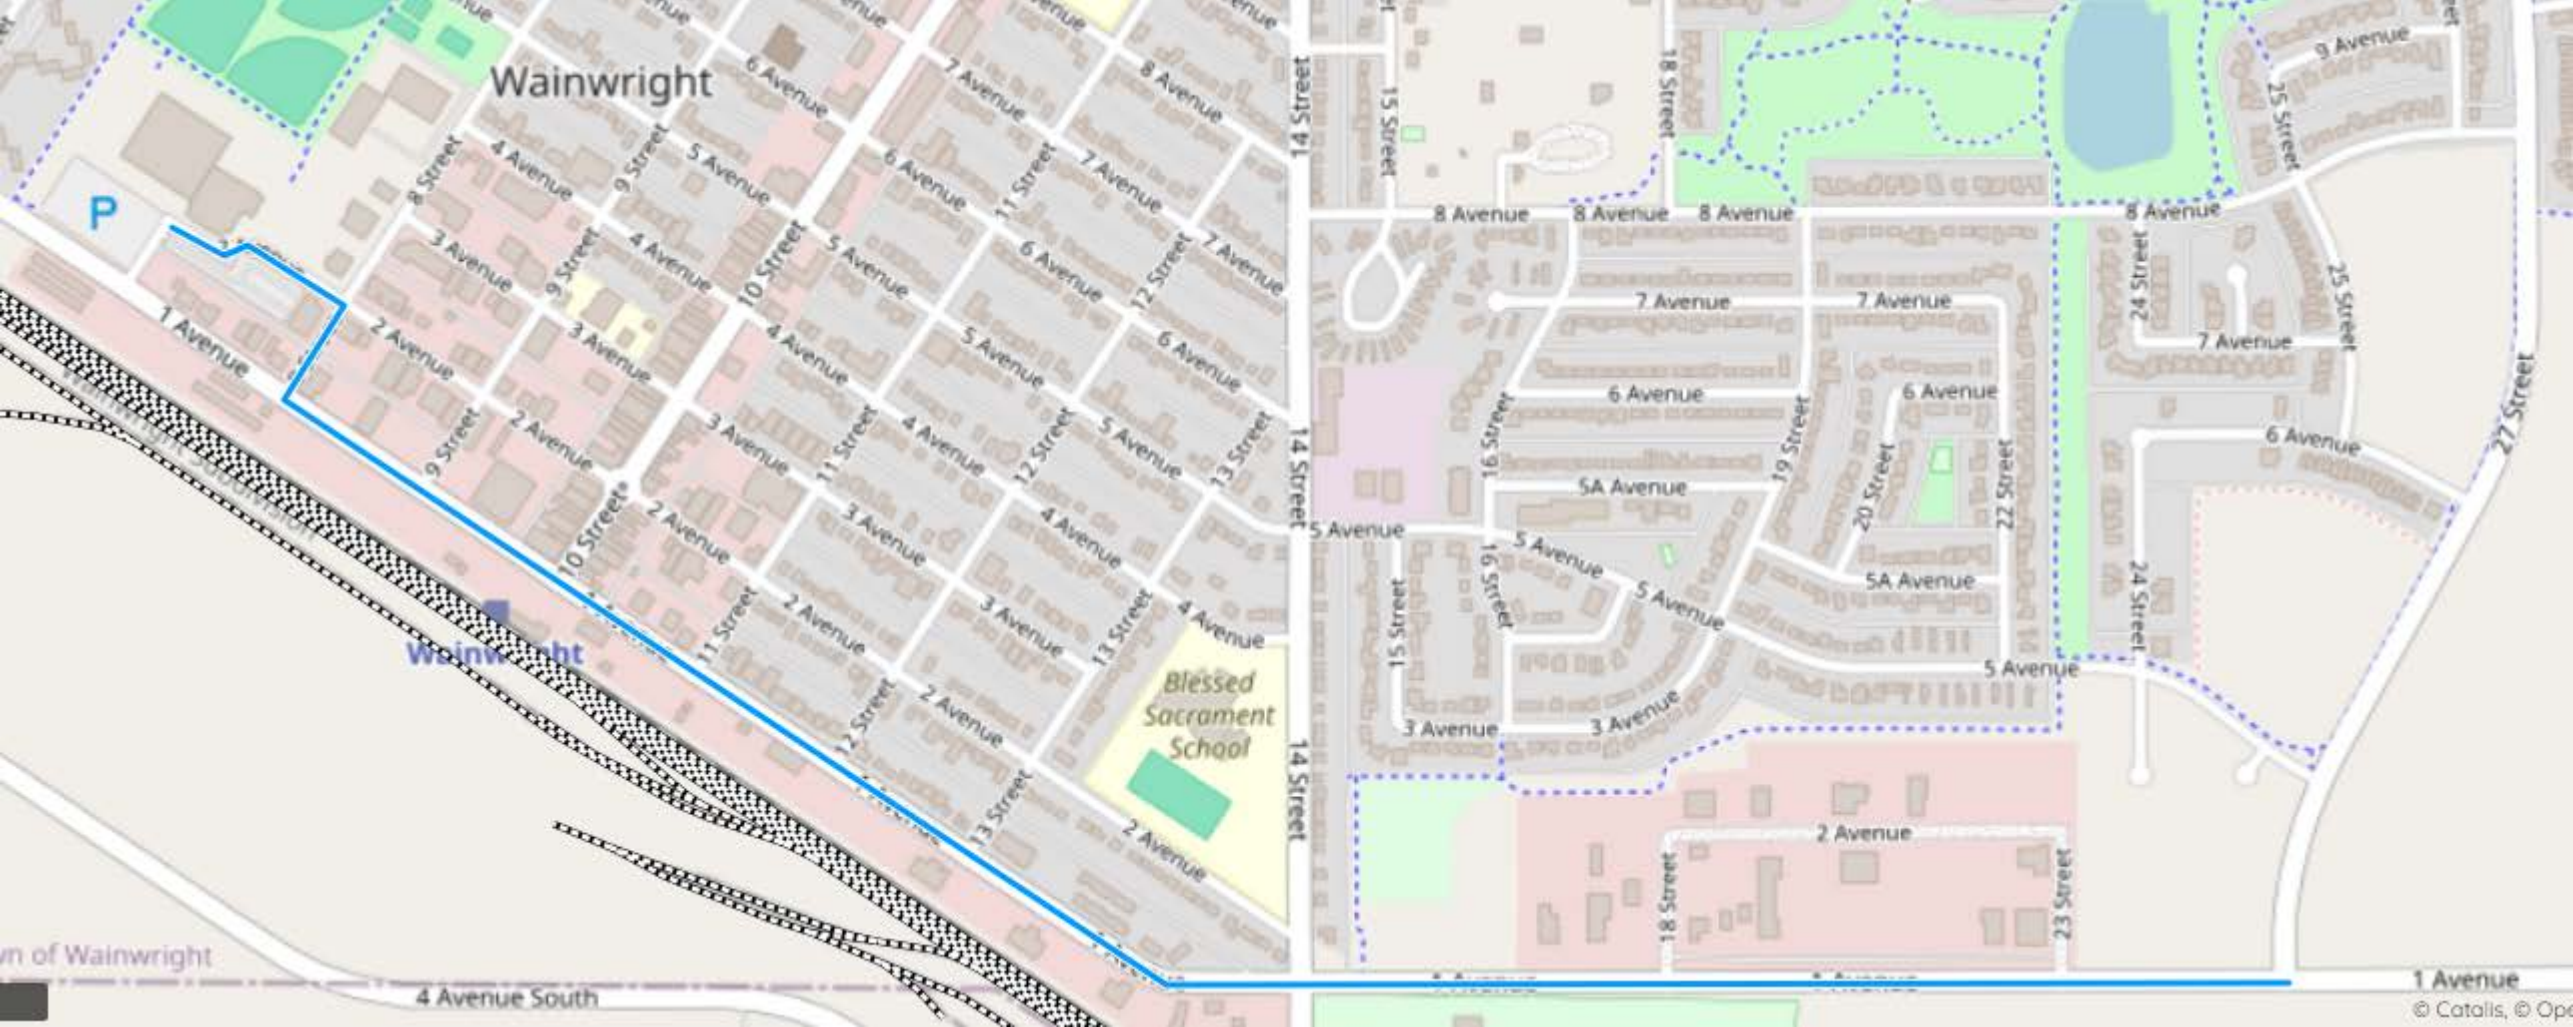 9 Avenue
Wainwright
6 Avenue
7 Avenue
8 Avenue
14 Street
15 Street
18 Street
25 Street
P
8 Street
4 Avenue
9 Street
5 Avenue
6 Avenue
11 Street
7 Avenue
8 Avenue
8 Avenue
8 Avenue
8 Avenue
3 Avenue
9 Street
4 Avenue
10 Street
5 Avenue
6 Avenue
12 Street
7 Avenue
24 Street
25 Street
7 Avenue
7 Avenue
1 Avenue
2 Avenue
3 Avenue
4 Avenue
5 Avenue
6 Avenue
7 Avenue
27 Street
6 Avenue
6 Avenue
9 Street
2 Avenue
3 Avenue
11 Street
4 Avenue
12 Street
5 Avenue
13 Street
14 Street
16 Street
19 Street
20 Street
22 Street
6 Avenue
5A Avenue
10 Street
2 Avenue
3 Avenue
4 Avenue
5 Avenue
5 Avenue
16 Street
15 Street
5 Avenue
5A Avenue
24 Street
Wainwright
11 Street
2 Avenue
3 Avenue
13 Street
4 Avenue
5 Avenue
Blessed
Sacrament
School
12 Street
2 Avenue
3 Avenue
3 Avenue
14 Street
13 Street
2 Avenue
2 Avenue
18 Street
23 Street
wn of Wainwright
4 Avenue South
1 Avenue
© Catalis, © Op